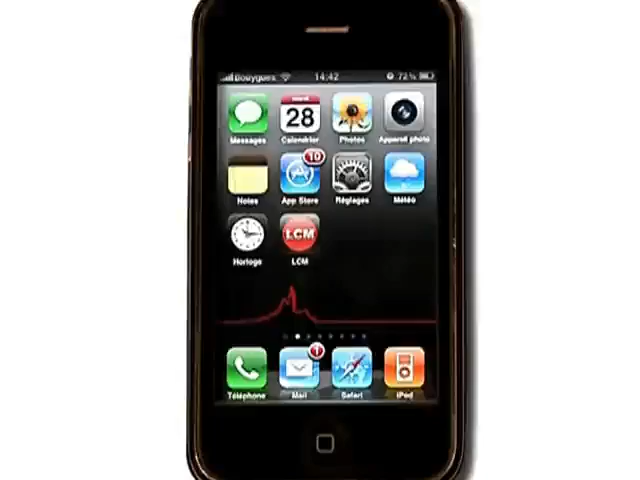 Bouygues 14:42 72%
28
Messages Calendrier Photos Appareil photo
10
Notes App Store Réglages Météo
LCM
Horloge LCM
1
Téléphone Mail Safari iPod